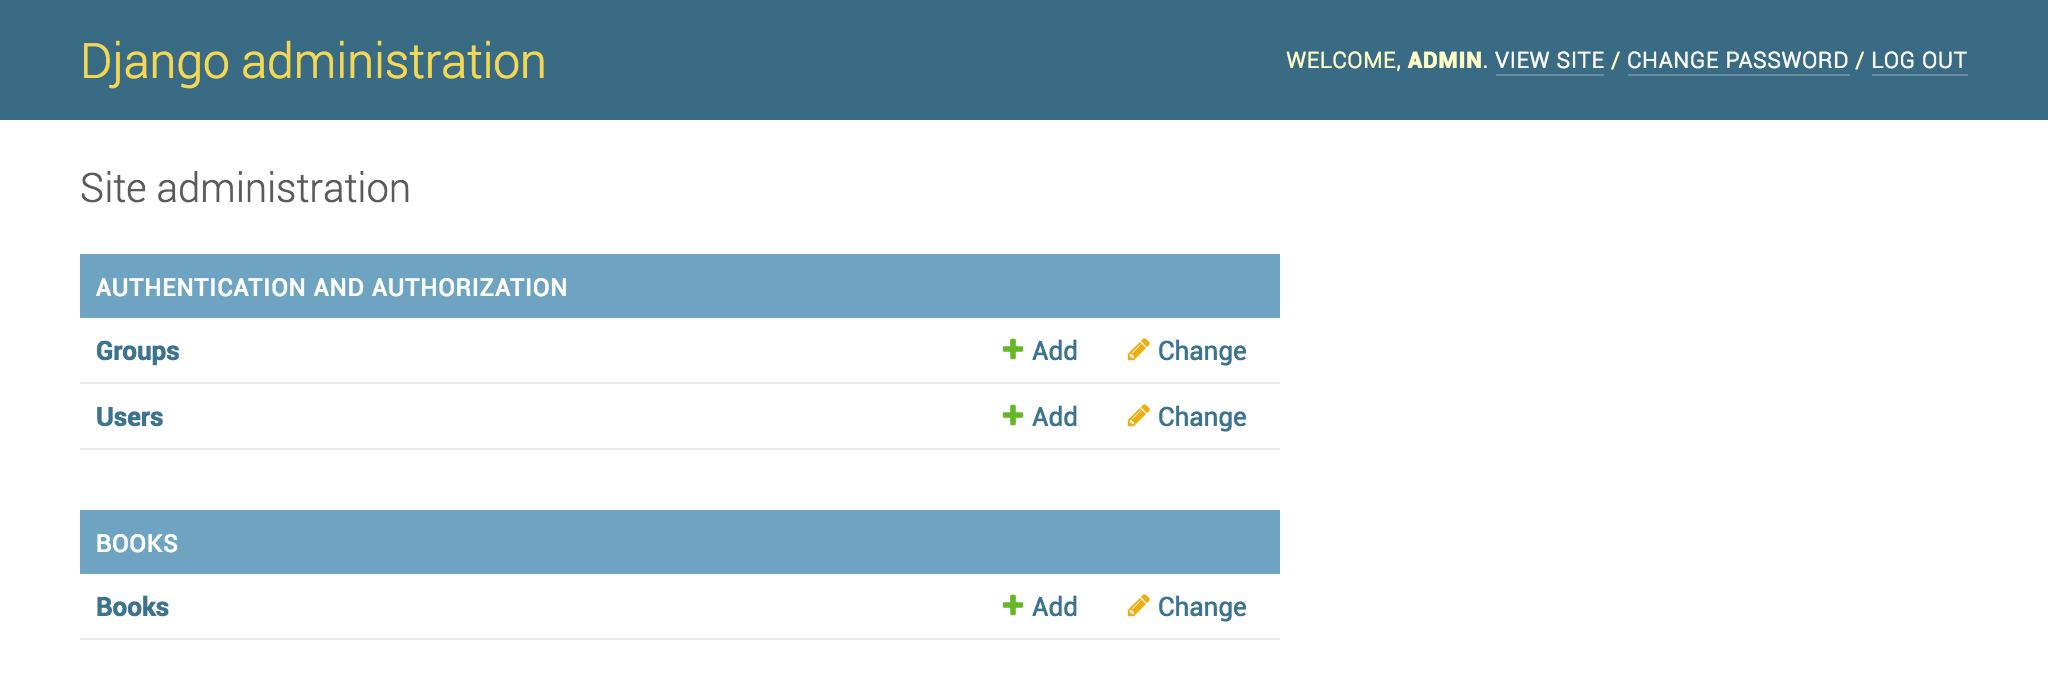 Django administration
WELCOME, ADMIN. VIEW SITE / CHANGE PASSWORD / LOG OUT
Site administration
AUTHENTICATION AND AUTHORIZATION
Groups Add Change
Users Add Change
BOOKS
Books Add Change